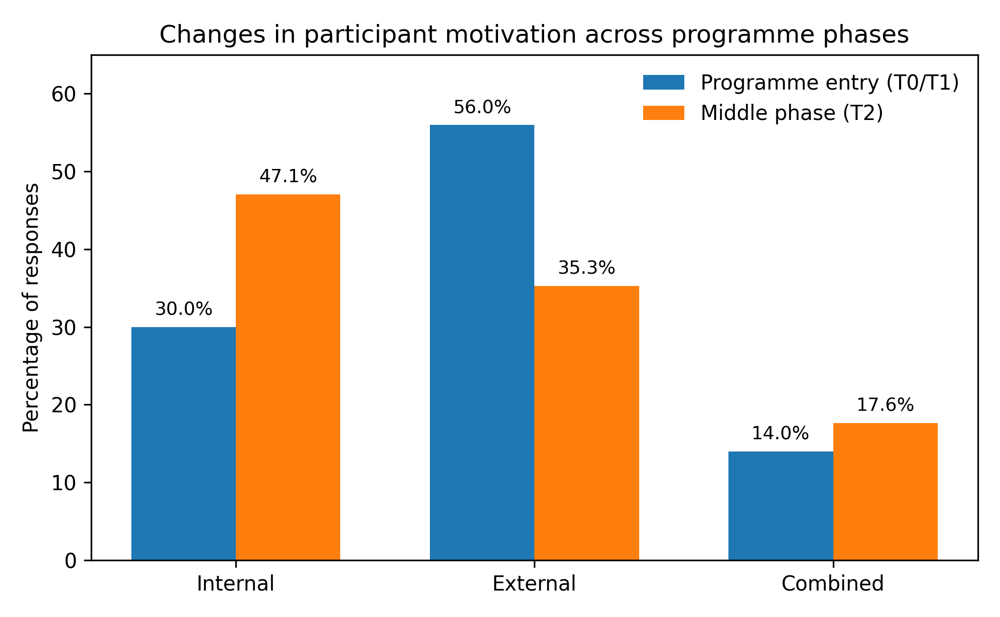 Changes in participant motivation across programme phases
Programme entry (T0/T1)
Middle phase (T2)
Percentage of responses
60
50
40
30
20
10
0
30.0%
47.1%
56.0%
35.3%
14.0%
17.6%
Internal
External
Combined